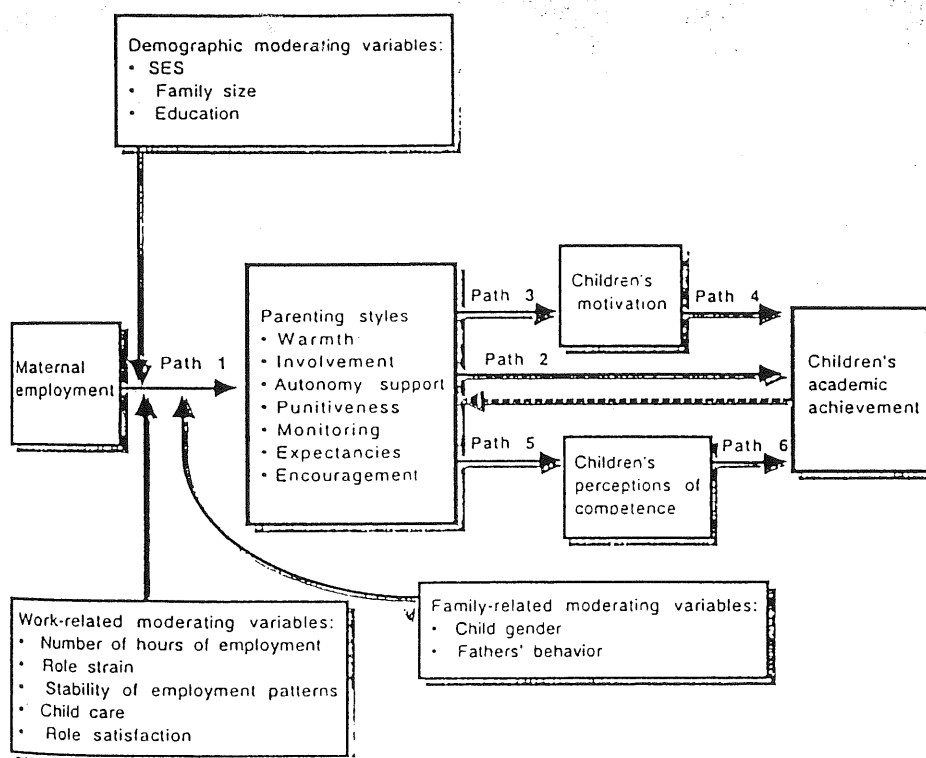 Demographic moderating variables:
• SES
• Family size
• Education
Maternal
employment
Path 1
Parenting styles
• Warmth
• Involvement
• Autonomy support
• Punitiveness
• Monitoring
• Expectancies
• Encouragement
Path 3
Children's
motivation
Path 4
Path 2
Children's
academic
achievement
Path 5
Children's
perceptions of
competence
Path 6
Work-related moderating variables:
• Number of hours of employment
• Role strain
• Stability of employment patterns
• Child care
• Role satisfaction
Family-related moderating variables:
• Child gender
• Fathers' behavior